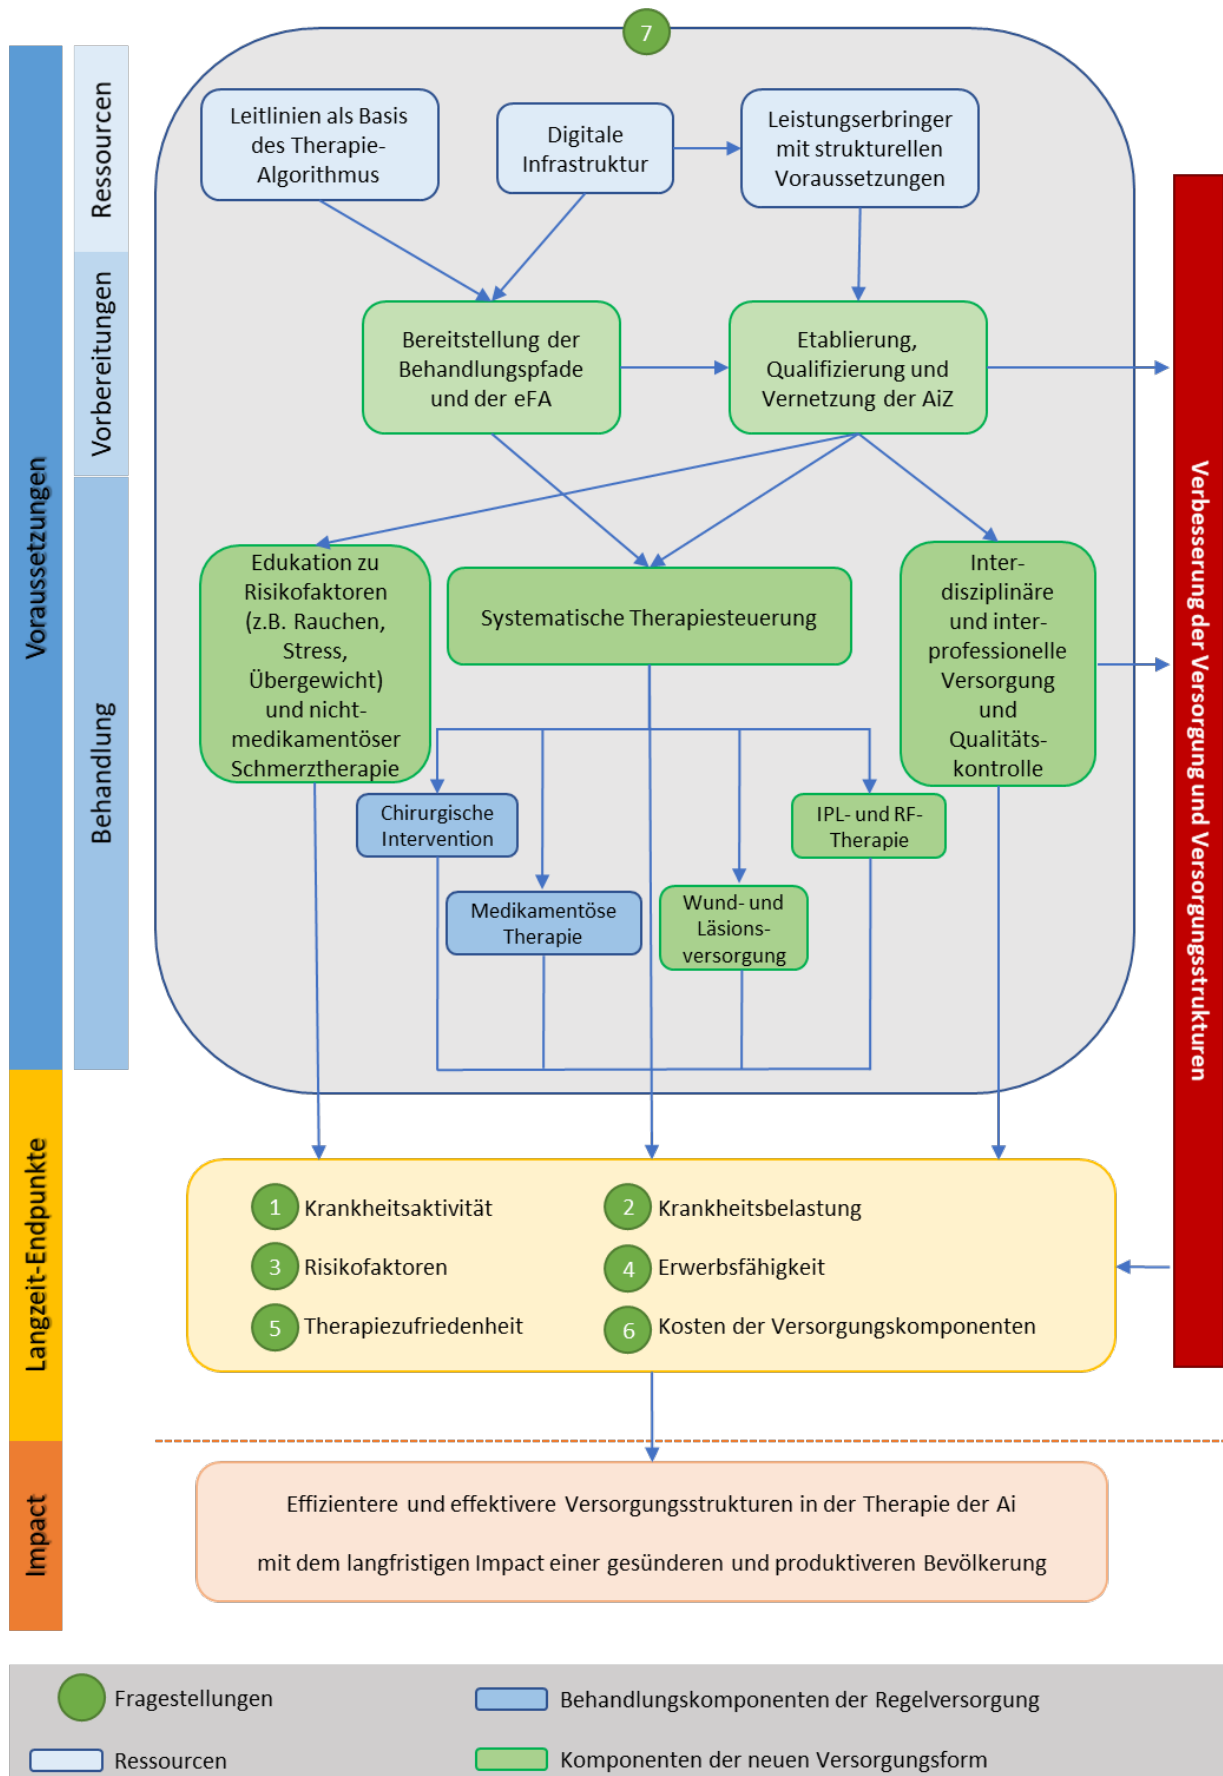 7
Ressourcen
Leitlinien als Basis
des Therapie-
Algorithmus
Digitale
Infrastruktur
Leistungserbringer
mit strukturellen
Voraussetzungen
Vorbereitungen
Bereitstellung der
Behandlungspfade
und der eFA
Etablierung,
Qualifizierung und
Vernetzung der AiZ
Voraussetzungen
Behandlung
Edukation zu
Risikofaktoren
(z.B. Rauchen,
Stress,
Übergewicht)
und nicht-
medikamentöser
Schmerztherapie
Systematische Therapiesteuerung
Inter-
disziplinäre
und inter-
professionelle
Versorgung
und
Qualitäts-
kontrolle
Chirurgische
Intervention
IPL- und RF-
Therapie
Medikamentöse
Therapie
Wund- und
Läsions-
versorgung
Verbesserung der Versorgung und Versorgungsstrukturen
Langzeit-Endpunkte
1 Krankheitsaktivität
2 Krankheitsbelastung
3 Risikofaktoren
4 Erwerbsfähigkeit
5 Therapiezufriedenheit
6 Kosten der Versorgungskomponenten
Impact
Effizientere und effektivere Versorgungsstrukturen in der Therapie der Ai
mit dem langfristigen Impact einer gesünderen und produktiveren Bevölkerung
Fragestellungen
Behandlungskomponenten der Regelversorgung
Ressourcen
Komponenten der neuen Versorgungsform